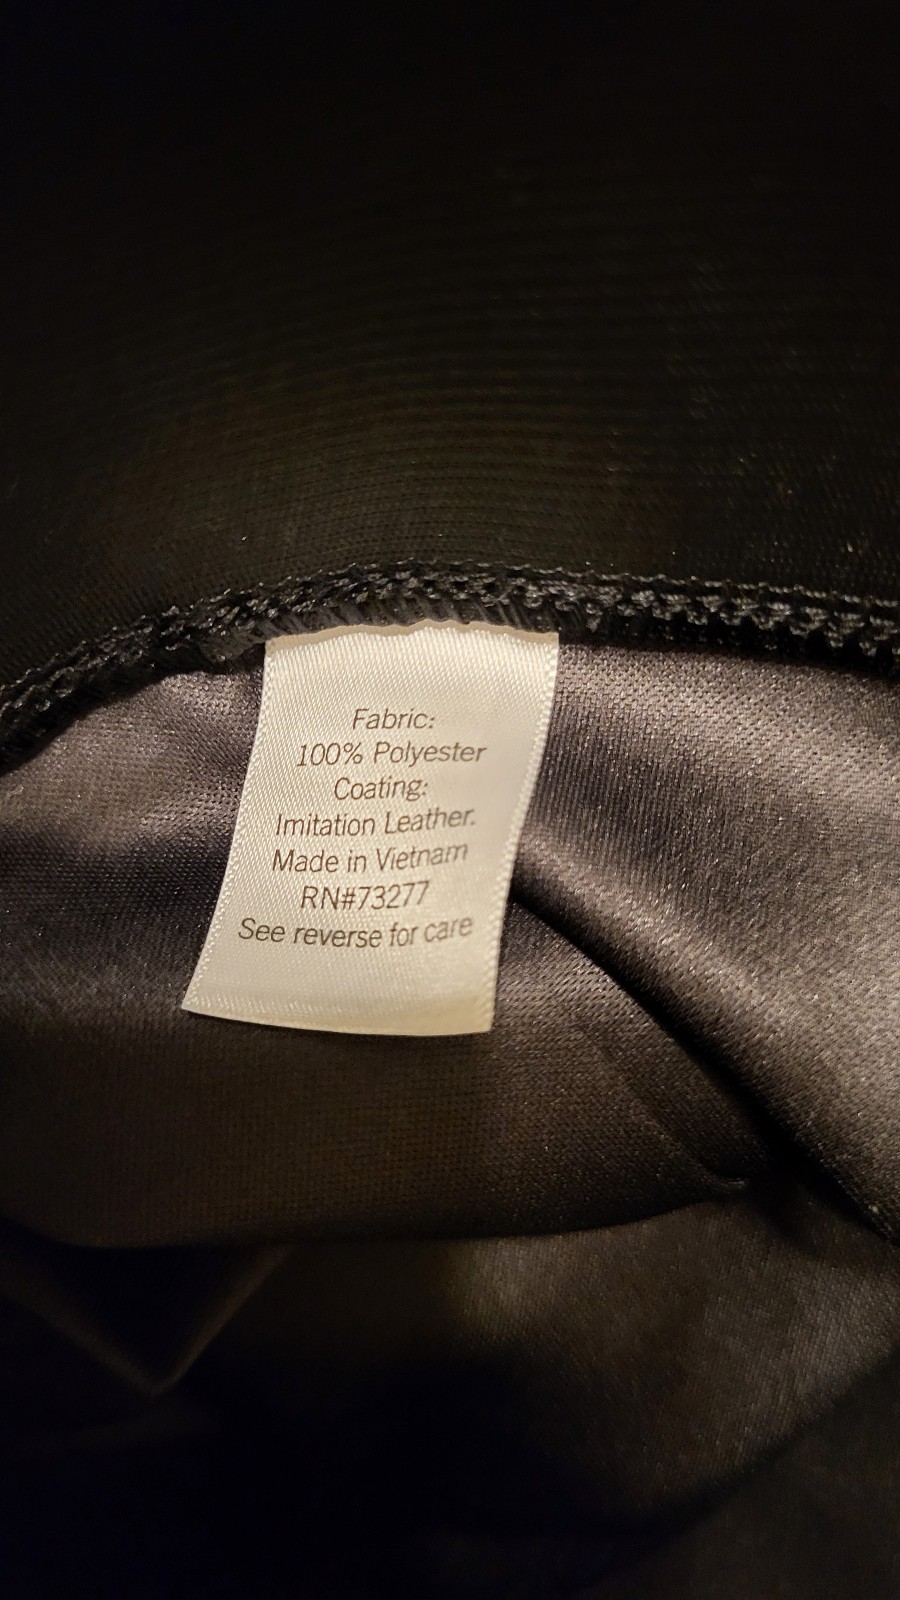 Fabric:
100% Polyester
Coating:
Imitation Leather.
Made in Vietnam
RN#73277
See reverse for care